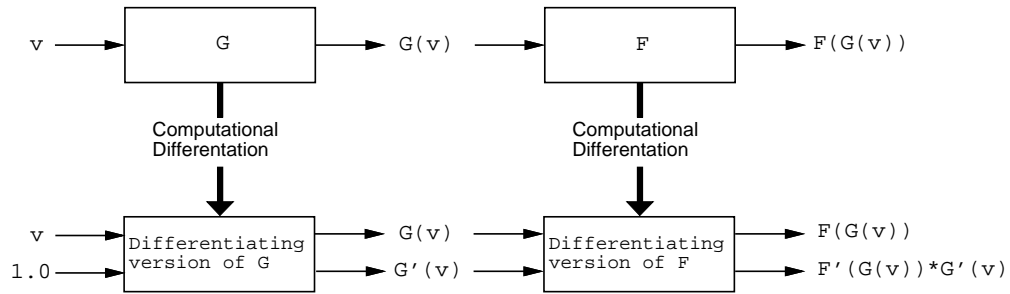 v
G
G(v)
F
F(G(v))
Computational
Differentation
Computational
Differentation
v
1.0
Differentiating
version of G
G(v)
G'(v)
Differentiating
version of F
F(G(v))
F'(G(v))*G'(v)